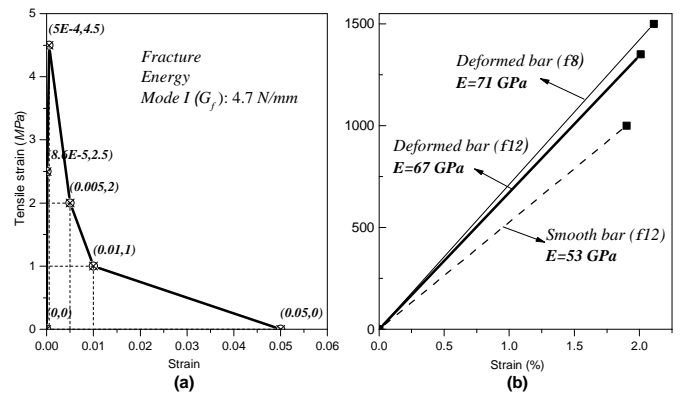 (5E-4,4.5)
Fracture
Energy
Mode I (Gf): 4.7 N/mm
(8.6E-5,2.5)
(0.005,2)
(0.01,1)
(0,0)
(0.05,0)
5
4
3
2
1
0
Tensile strain (MPa)
0.00 0.01 0.02 0.03 0.04 0.05 0.06
Strain
(a)
1500
1250
1000
750
500
250
0
Deformed bar (f8)
E=71 GPa
Deformed bar (f12)
E=67 GPa
Smooth bar (f12)
E=53 GPa
0.0 0.5 1.0 1.5 2.0
Strain (%)
(b)